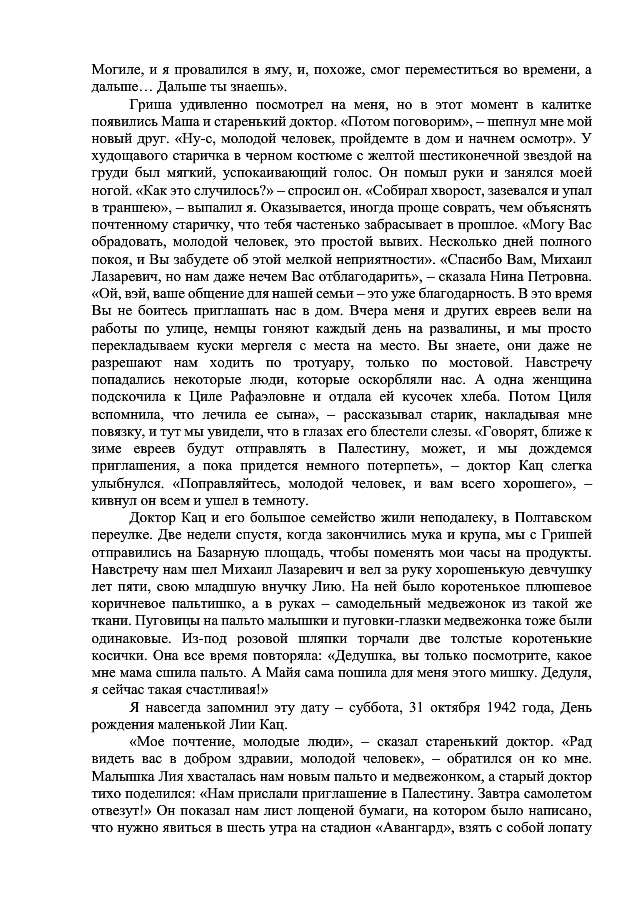 Могиле, и я провалился в яму, и, похоже, смог переместиться во времени, а
дальше… Дальше ты знаешь».
Гриша удивленно посмотрел на меня, но в этот момент в калитке
появились Маша и старенький доктор. «Потом поговорим», – шепнул мне мой
новый друг. «Ну-с, молодой человек, пройдемте в дом и начнем осмотр». У
худощавого старичка в черном костюме с желтой шестиконечной звездой на
груди был мягкий, успокаивающий голос. Он помыл руки и занялся моей
ногой. «Как это случилось?» – спросил он. «Собирал хворост, зазевался и упал
в траншею», – выпалил я. Оказывается, иногда проще соврать, чем объяснять
почтенному старичку, что тебя частенько забрасывает в прошлое. «Могу Вас
обрадовать, молодой человек, это простой вывих. Несколько дней полного
покоя, и Вы забудете об этой мелкой неприятности». «Спасибо Вам, Михаил
Лазаревич, но нам даже нечем Вас отблагодарить», – сказала Нина Петровна.
«Ой, вэй, ваше общение для нашей семьи – это уже благодарность. В это время
Вы не боитесь приглашать нас в дом. Вчера меня и других евреев вели на
работы по улице, немцы гоняют каждый день на развалины, и мы просто
перекладываем куски мергеля с места на место. Вы знаете, они даже не
разрешают нам ходить по тротуару, только по мостовой. Навстречу
попадались некоторые люди, которые оскорбляли нас. А одна женщина
подскочила к Циле Рафаэловне и отдала ей кусочек хлеба. Потом Циля
вспомнила, что лечила ее сына», – рассказывал старик, накладывая мне
повязку, и тут мы увидели, что в глазах его блестели слезы. «Говорят, ближе к
зиме евреев будут отправлять в Палестину, может, и мы дождемся
приглашения, а пока придется немного потерпеть», – доктор Кац слегка
улыбнулся. «Поправляйтесь, молодой человек, и вам всего хорошего», –
кивнул он всем и ушел в темноту.
Доктор Кац и его большое семейство жили неподалеку, в Полтавском
переулке. Две недели спустя, когда закончились мука и крупа, мы с Гришей
отправились на Базарную площадь, чтобы поменять мои часы на продукты.
Навстречу нам шел Михаил Лазаревич и вел за руку хорошенькую девчушку
лет пяти, свою младшую внучку Лию. На ней было коротенькое плюшевое
коричневое пальтишко, а в руках – самодельный медвежонок из такой же
ткани. Пуговицы на пальто малышки и пуговки-глазки медвежонка тоже были
одинаковые. Из-под розовой шляпки торчали две толстые коротенькие
косички. Она все время повторяла: «Дедушка, вы только посмотрите, какое
мне мама сшила пальто. А Майя сама пошила для меня этого мишку. Дедуля,
я сейчас такая счастливая!»
Я навсегда запомнил эту дату – суббота, 31 октября 1942 года, День
рождения маленькой Лии Кац.
«Мое почтение, молодые люди», – сказал старенький доктор. «Рад
видеть вас в добром здравии, молодой человек», – обратился он ко мне.
Малышка Лия хвасталась нам новым пальто и медвежонком, а старый доктор
тихо поделился: «Нам прислали приглашение в Палестину. Завтра самолетом
отвезут!» Он показал нам лист лощеной бумаги, на котором было написано,
что нужно явиться в шесть утра на стадион «Авангард», взять с собой лопату